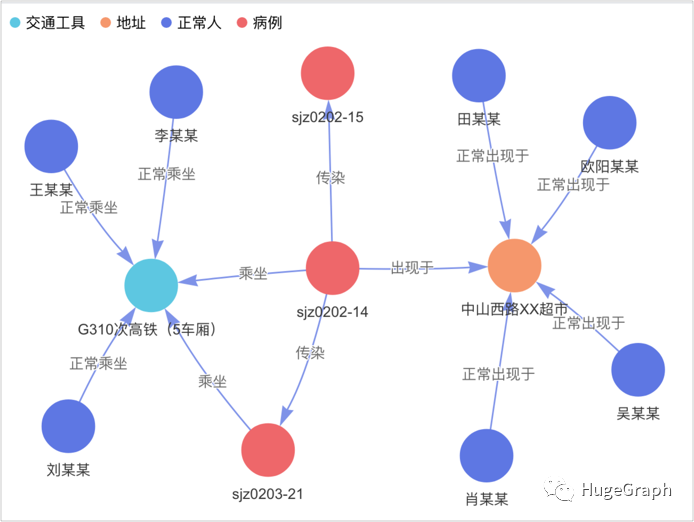 交通工具 地址 正常人 病例
sjz0202-15
田某某
李某某
欧阳某某
王某某
正常乘坐
正常出现于
传染
正常出现于
正常乘坐
乘坐
出现于
sjz0202-14
中山西路XX超市
G310次高铁（5车厢）
正常出现于
传染
正常乘坐
乘坐
正常出现于
吴某某
刘某某
sjz0203-21
肖某某
HugeGraph